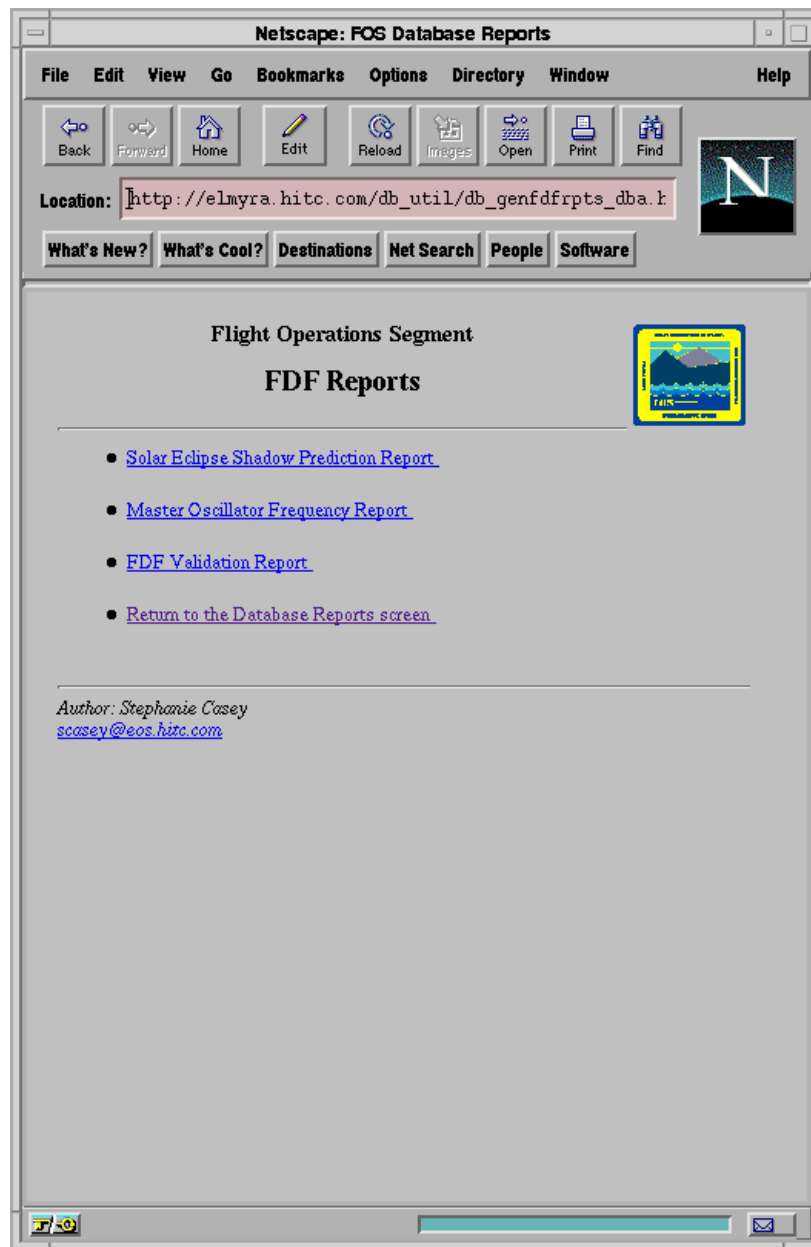 Netscape: FOS Database Reports
File Edit View Go Bookmarks Options Directory Window Help
Back Forward Home Edit Reload Images Open Print Find
Location: http://elmyra.hitc.com/db_util/db_genfdfrpts_dba.h
N
What's New? What's Cool? Destinations Net Search People Software
Flight Operations Segment
FDF Reports
Solar Eclipse Shadow Prediction Report
Master Oscillator Frequency Report
FDF Validation Report
Return to the Database Reports screen
Author: Stephanie Casey
scasey@eos.hitc.com